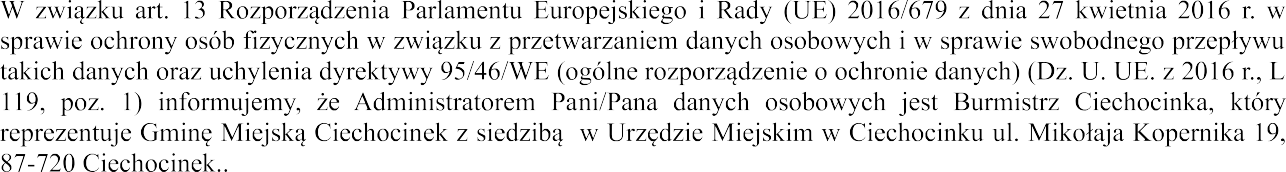 W związku art. 13 Rozporządzenia Parlamentu Europejskiego i Rady (UE) 2016/679 z dnia 27 kwietnia 2016 r. w
sprawie ochrony osób fizycznych w związku z przetwarzaniem danych osobowych i w sprawie swobodnego przepływu
takich danych oraz uchylenia dyrektywy 95/46/WE (ogólne rozporządzenie o ochronie danych) (Dz. U. UE. z 2016 r., L
119, poz. 1) informujemy, że Administratorem Pani/Pana danych osobowych jest Burmistrz Ciechocinka, który
reprezentuje Gminę Miejską Ciechocinek z siedzibą  w Urzędzie Miejskim w Ciechocinku ul. Mikołaja Kopernika 19,
87-720 Ciechocinek..